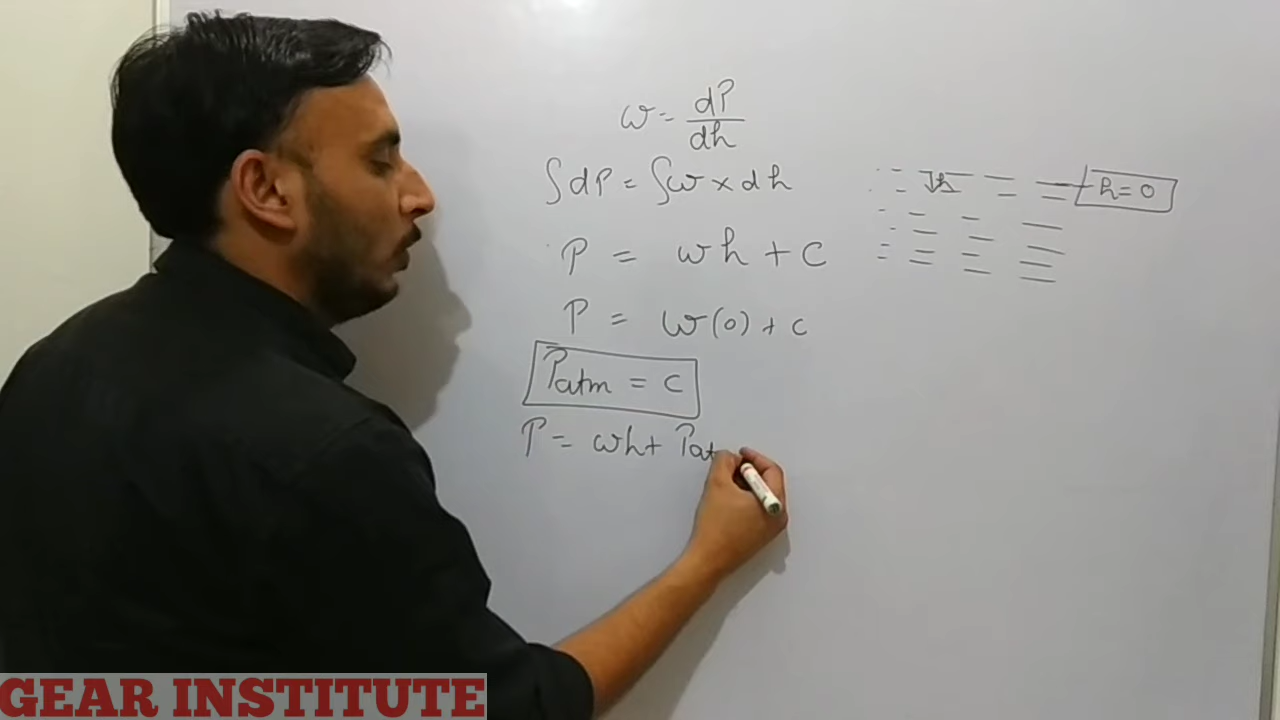 w = dP/dh
∫dP = ∫w × dh
h
h = 0
P = wh + C
P = w(0) + c
Patm = C
P = wh + Pat
GEAR INSTITUTE